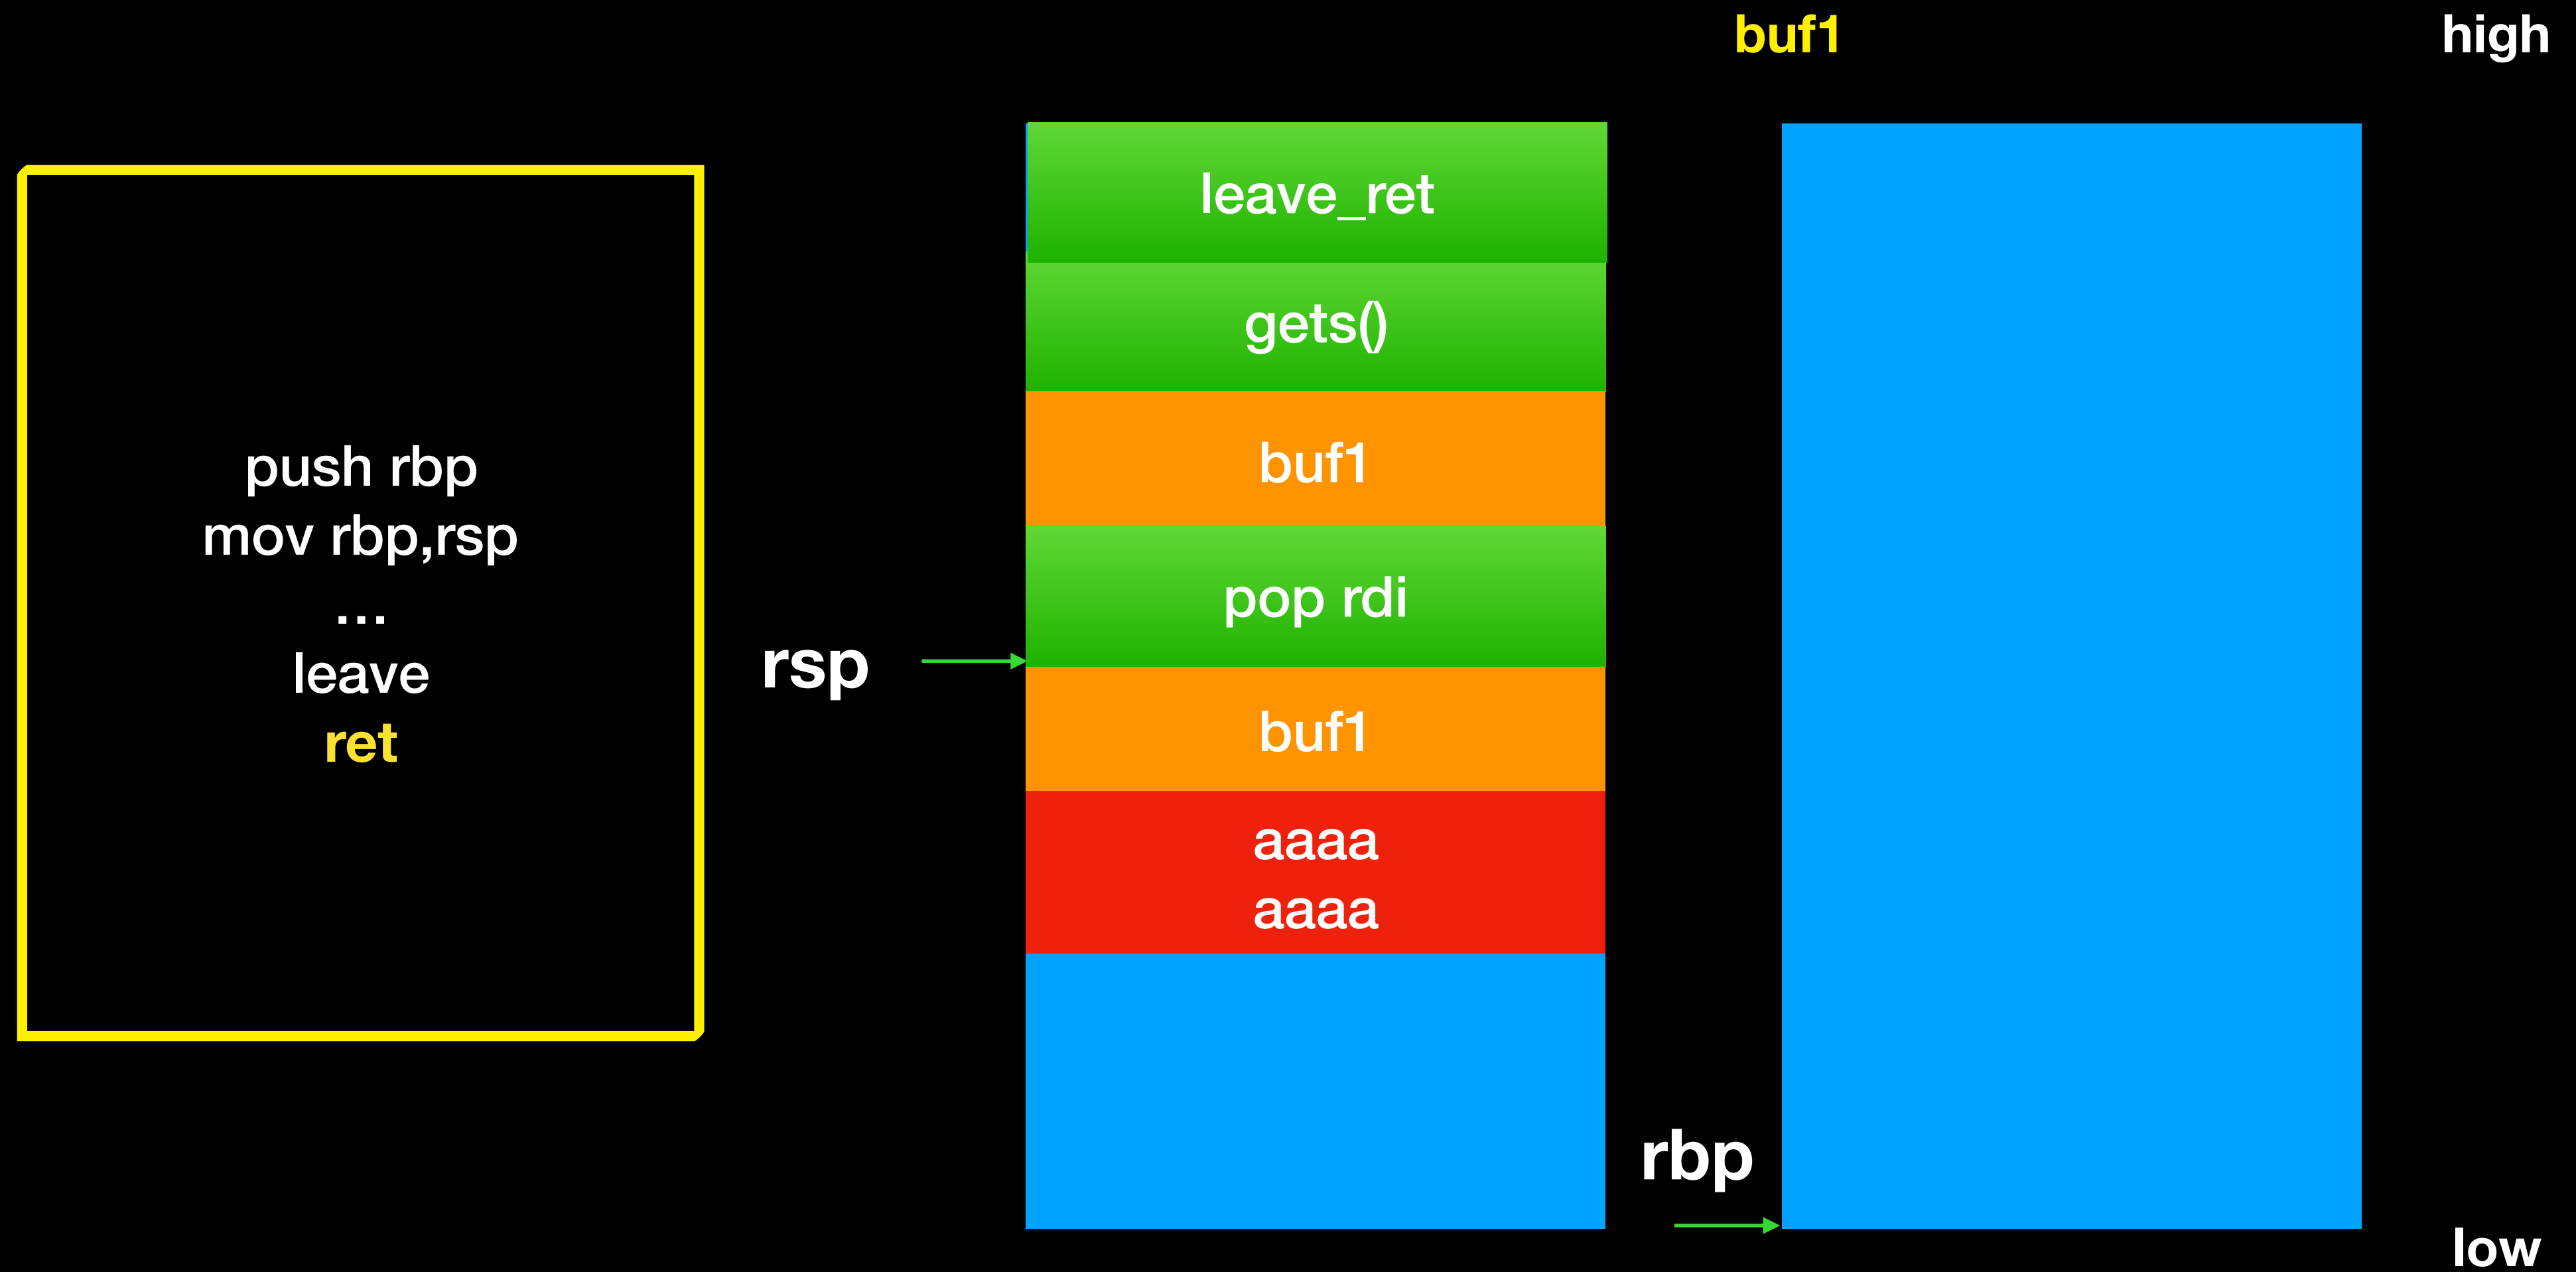 buf1
high
push rbp
mov rbp,rsp
...
leave
ret
rsp
leave_ret
gets()
buf1
pop rdi
buf1
aaaa
aaaa
rbp
low